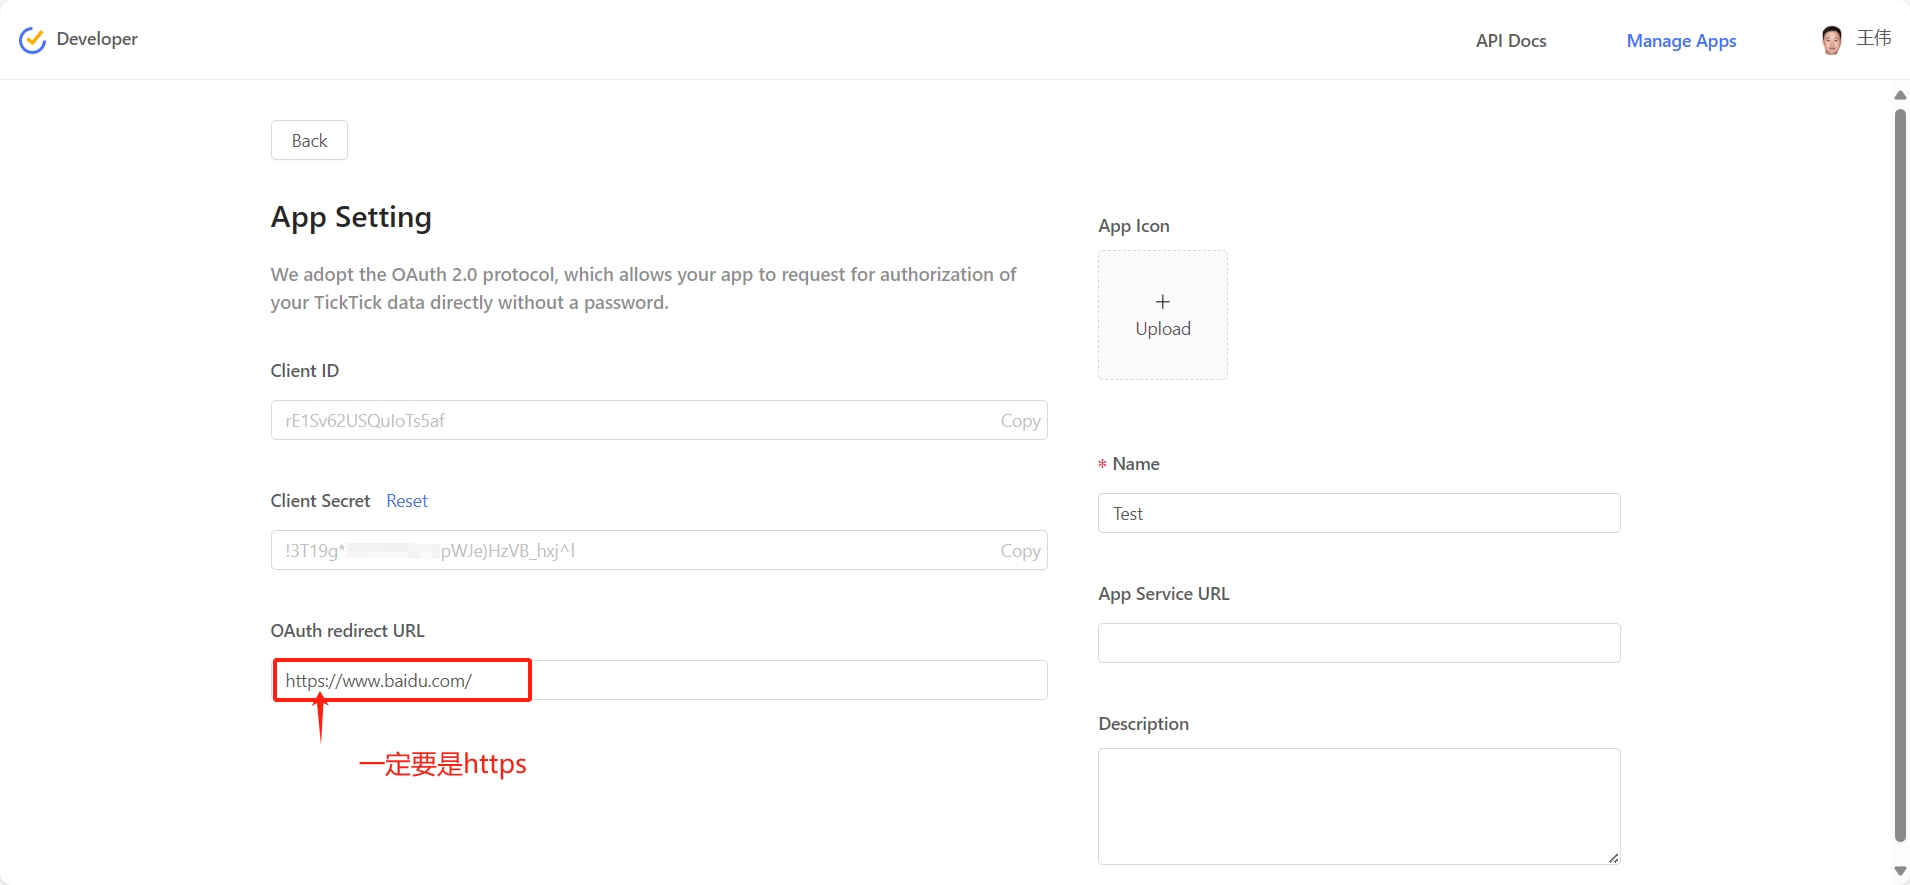 Developer
API Docs
Manage Apps
王伟
Back
App Setting
We adopt the OAuth 2.0 protocol, which allows your app to request for authorization of
your TickTick data directly without a password.
Client ID
rE1Sv62USQuIoTs5af
Copy
Client Secret Reset
!3T19g*
pWJe)HzVB_hxj^l
Copy
OAuth redirect URL
https://www.baidu.com/
一定要是https
App Icon
+
Upload
* Name
Test
App Service URL
Description